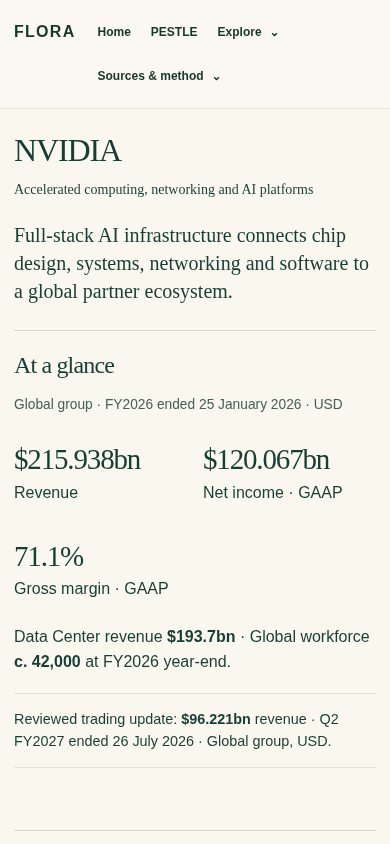 FLORA
Home PESTLE Explore ⌄
Sources & method ⌄
NVIDIA
Accelerated computing, networking and AI platforms
Full-stack AI infrastructure connects chip
design, systems, networking and software to
a global partner ecosystem.
At a glance
Global group · FY2026 ended 25 January 2026 · USD
$215.938bn $120.067bn
Revenue Net income · GAAP
71.1%
Gross margin · GAAP
Data Center revenue $193.7bn · Global workforce
c. 42,000 at FY2026 year-end.
Reviewed trading update: $96.221bn revenue · Q2
FY2027 ended 26 July 2026 · Global group, USD.